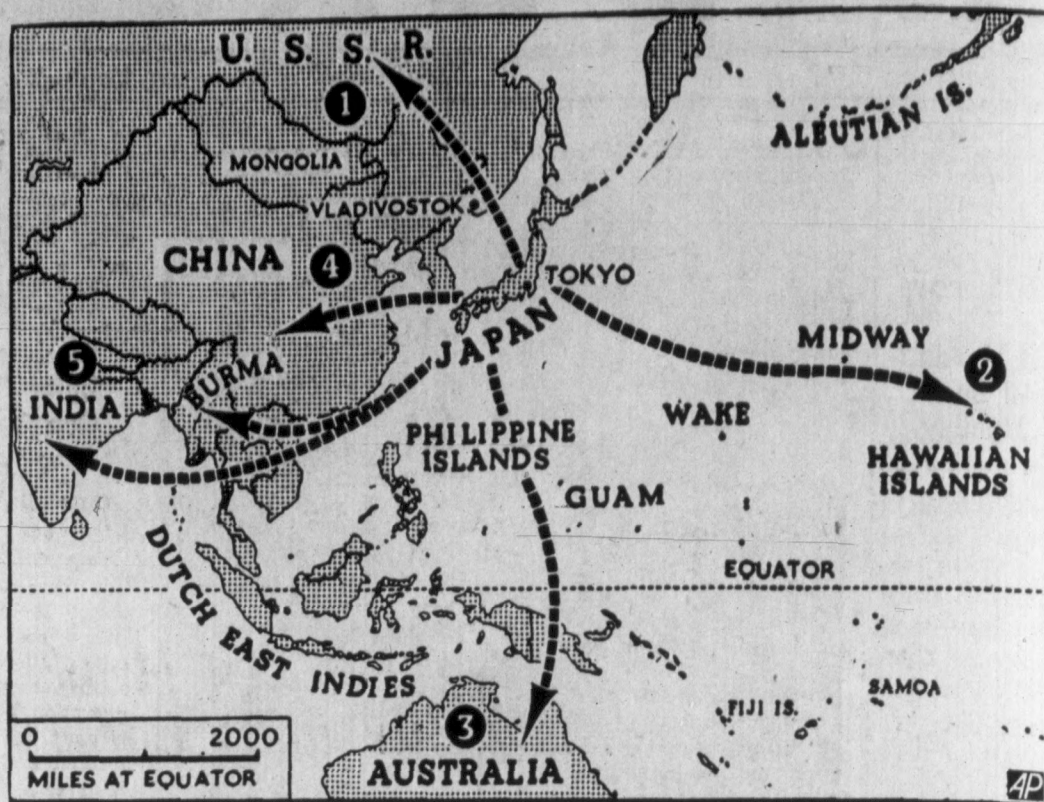 U. S. S. R.
1
ALEUTIAN IS.
MONGOLIA
VLADIVOSTOK
CHINA
4
TOKYO
JAPAN
MIDWAY
2
5
BURMA
INDIA
WAKE
PHILIPPINE
ISLANDS
HAWAIIAN
ISLANDS
GUAM
DUTCH EAST INDIES
EQUATOR
SAMOA
FIJI IS.
3
AUSTRALIA
0 2000
MILES AT EQUATOR
AP